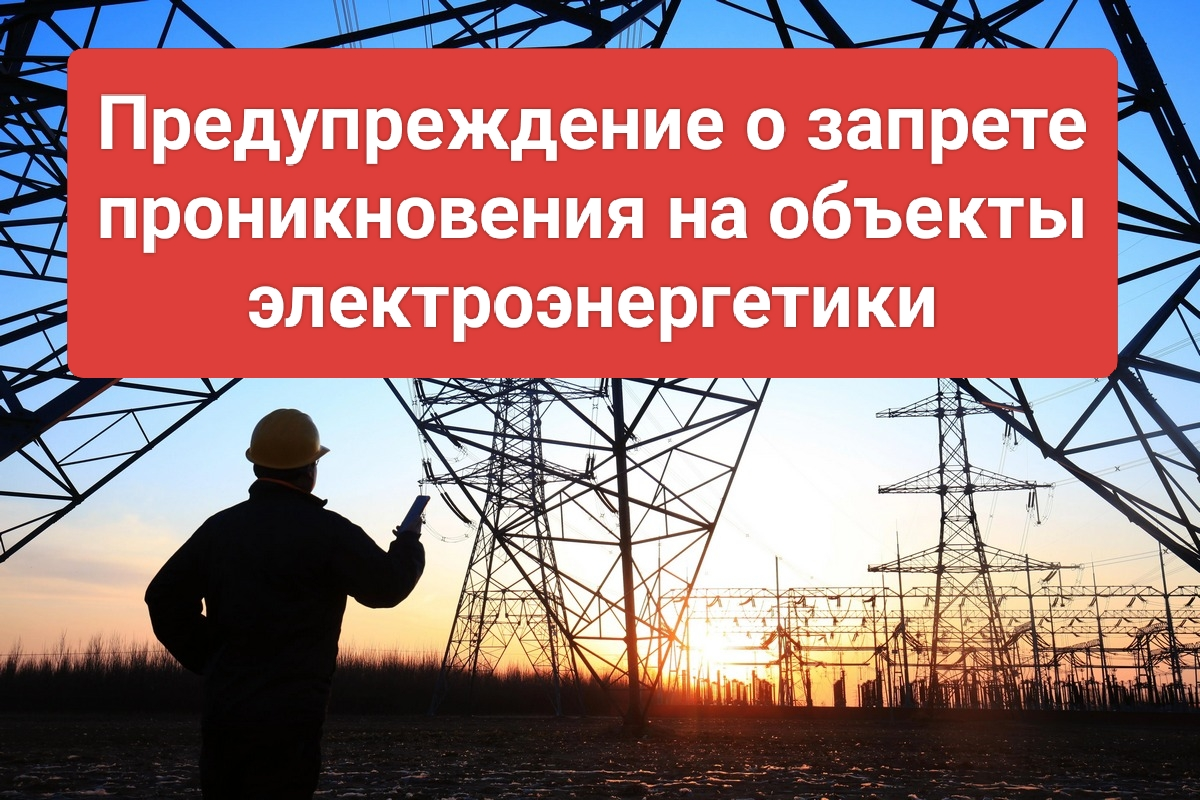 Предупреждение о запрете
проникновения на объекты
электроэнергетики